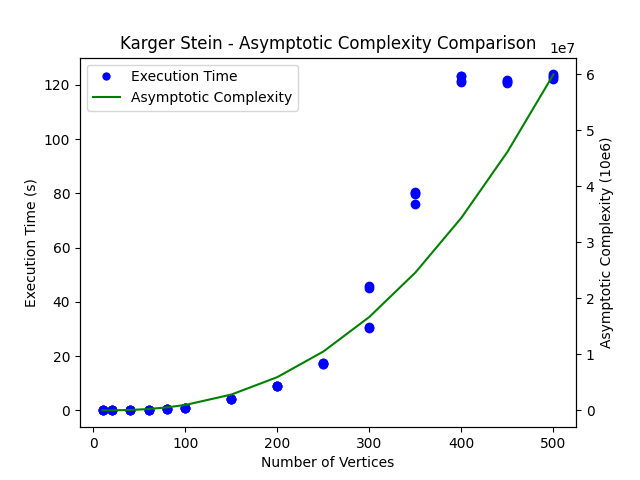 Karger Stein - Asymptotic Complexity Comparison
1e7
Execution Time
Asymptotic Complexity
Execution Time (s)
120
100
80
60
40
20
0
6
5
4
3
2
1
0
Asymptotic Complexity (10e6)
0 100 200 300 400 500
Number of Vertices